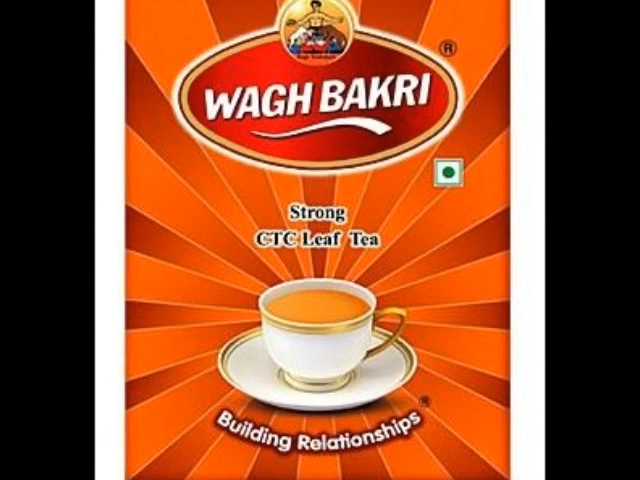 WAGH BAKRI ®
Strong
CTC Leaf Tea
Building Relationships ®